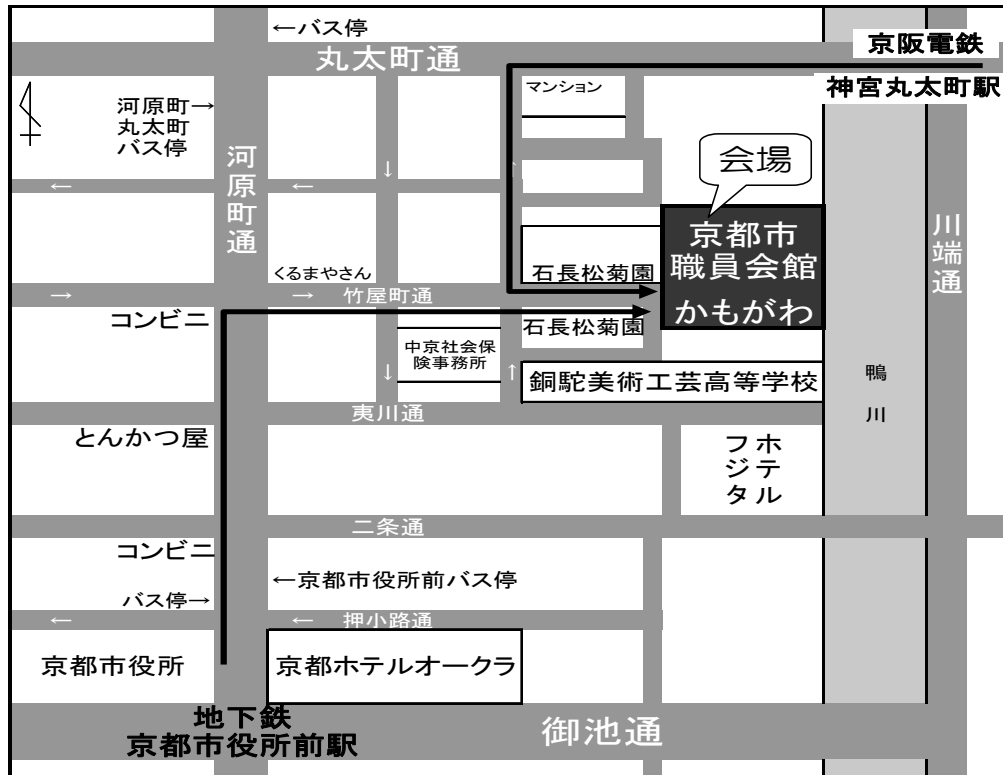 ←バス停
丸太町通
京阪電鉄
神宮丸太町駅
河原町→
丸太町
バス停
マンション
河原町通
会場
京都市
職員会館
かもがわ
川端通
石長松菊園
くるまやさん
竹屋町通
コンビニ
石長松菊園
中京社会保
険事務所
銅駝美術工芸高等学校
鴨川
夷川通
とんかつ屋
ホテル
フジタ
二条通
コンビニ
←京都市役所前バス停
バス停→
押小路通
京都市役所
京都ホテルオークラ
地下鉄
京都市役所前駅
御池通